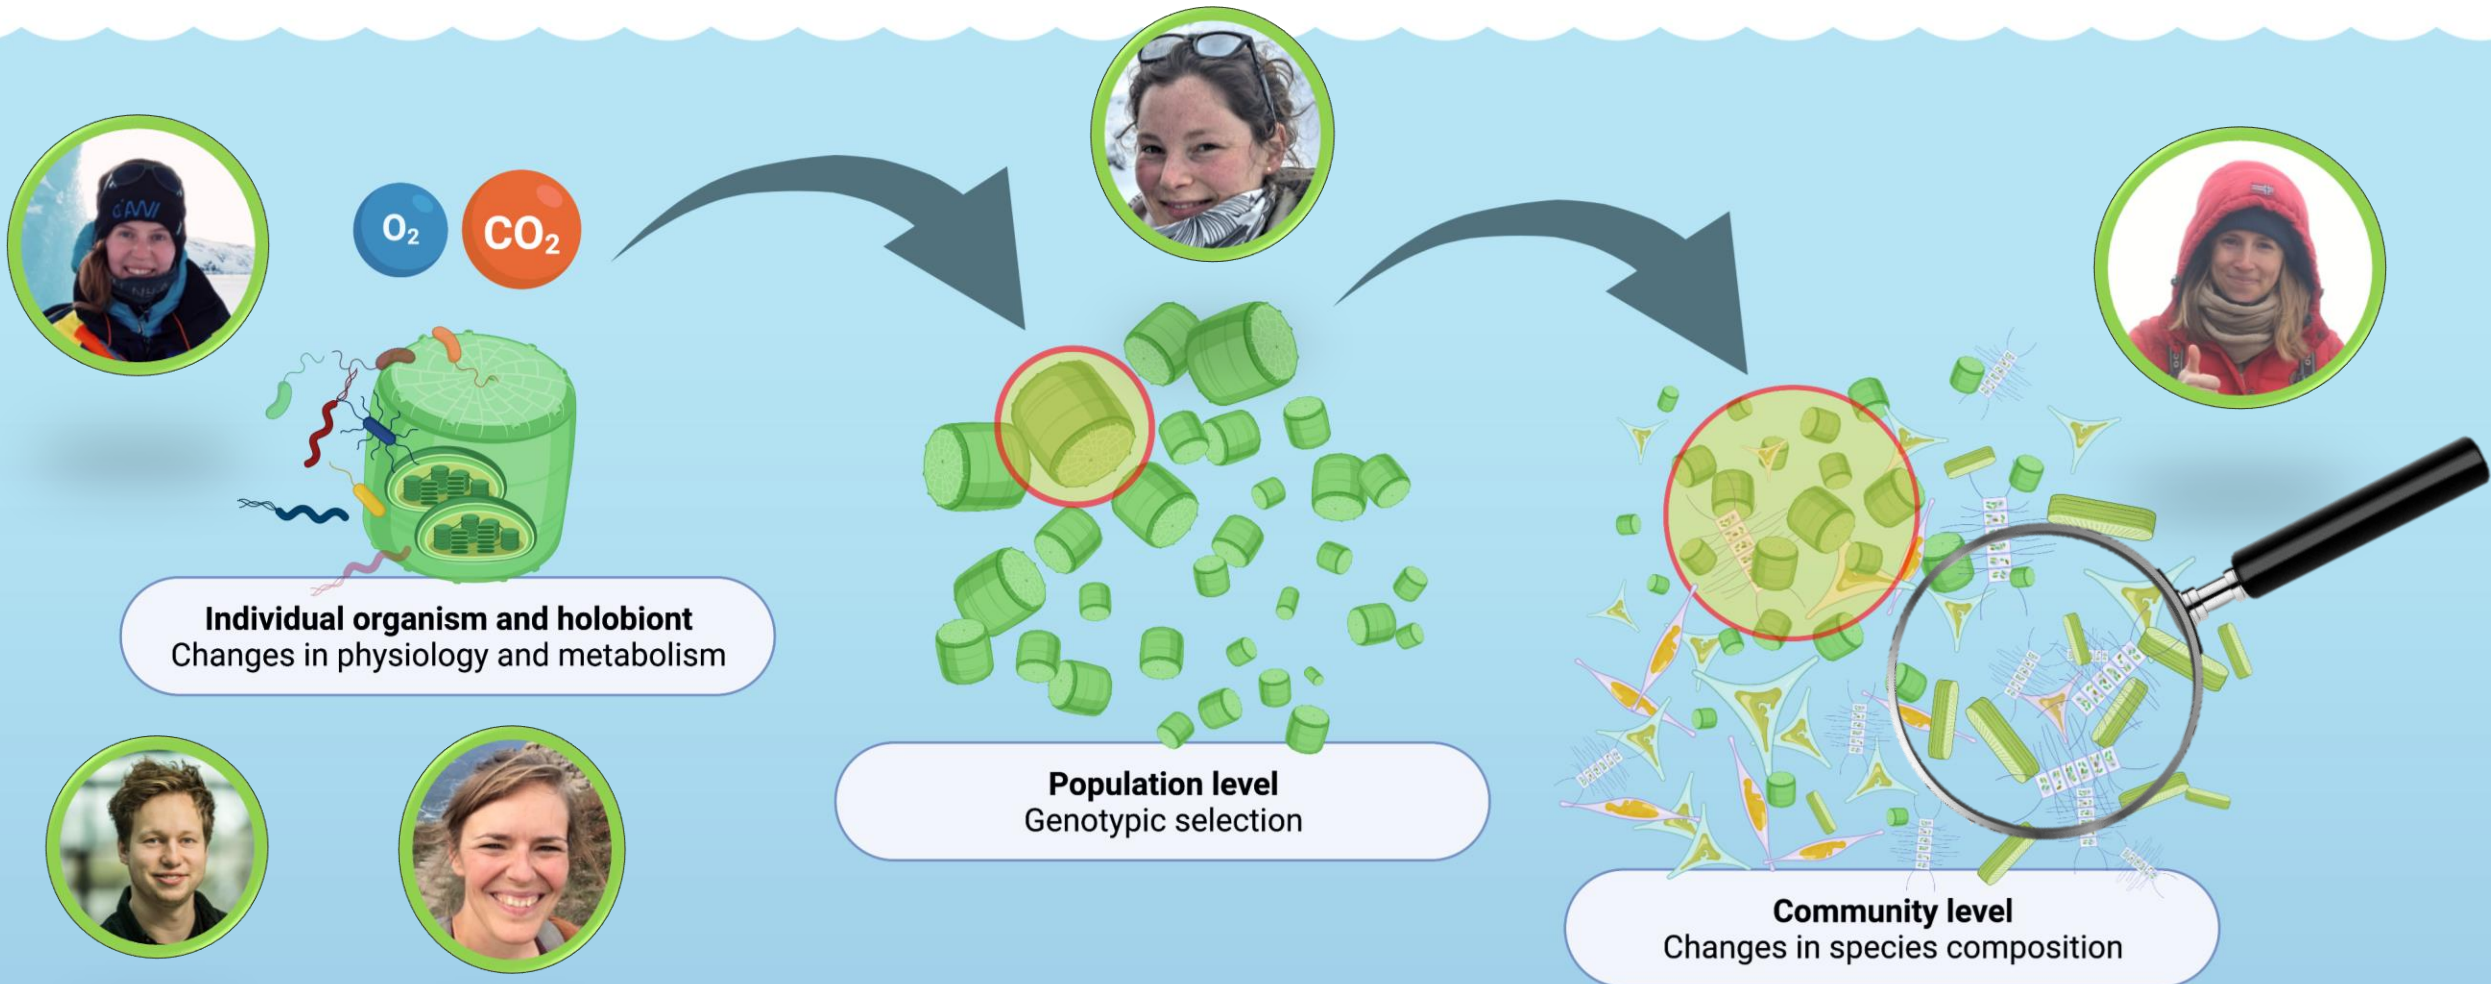 O₂
CO₂
Individual organism and holobiont
Changes in physiology and metabolism
Population level
Genotypic selection
Community level
Changes in species composition